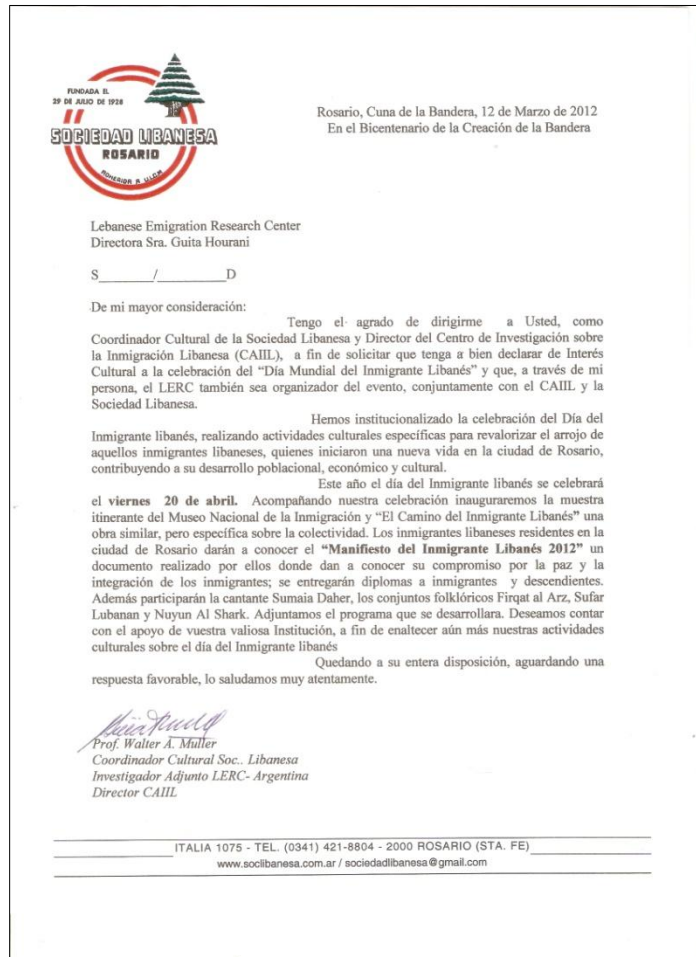 FUNDADA EL
29 DE JULIO DE 1928
SOCIEDAD LIBANESA
ROSARIO
ADHERIDA A U.L.C.M.
Rosario, Cuna de la Bandera, 12 de Marzo de 2012
En el Bicentenario de la Creación de la Bandera
Lebanese Emigration Research Center
Directora Sra. Guita Hourani
S_______/_________D
De mi mayor consideración:
Tengo el agrado de dirigirme a Usted, como
Coordinador Cultural de la Sociedad Libanesa y Director del Centro de Investigación sobre
la Inmigración Libanesa (CAIIL), a fin de solicitar que tenga a bien declarar de Interés
Cultural a la celebración del “Día Mundial del Inmigrante Libanés” y que, a través de mi
persona, el LERC también sea organizador del evento, conjuntamente con el CAIIL y la
Sociedad Libanesa.
Hemos institucionalizado la celebración del Día del
Inmigrante libanés, realizando actividades culturales específicas para revalorizar el arrojo de
aquellos inmigrantes libaneses, quienes iniciaron una nueva vida en la ciudad de Rosario,
contribuyendo a su desarrollo poblacional, económico y cultural.
Este año el día del Inmigrante libanés se celebrará
el viernes 20 de abril. Acompañando nuestra celebración inauguraremos la muestra
itinerante del Museo Nacional de la Inmigración y “El Camino del Inmigrante Libanés” una
obra similar, pero específica sobre la colectividad. Los inmigrantes libaneses residentes en la
ciudad de Rosario darán a conocer el “Manifiesto del Inmigrante Libanés 2012” un
documento realizado por ellos donde dan a conocer su compromiso por la paz y la
integración de los inmigrantes; se entregarán diplomas a inmigrantes y descendientes.
Además participarán la cantante Sumaia Daher, los conjuntos folklóricos Firqat al Arz, Sufar
Lubanan y Nuyun Al Shark. Adjuntamos el programa que se desarrollara. Deseamos contar
con el apoyo de vuestra valiosa Institución, a fin de enaltecer aún más nuestras actividades
culturales sobre el día del Inmigrante libanés
Quedando a su entera disposición, aguardando una
respuesta favorable, lo saludamos muy atentamente.
Prof. Walter A. Muller
Coordinador Cultural Soc.. Libanesa
Investigador Adjunto LERC- Argentina
Director CAIIL
ITALIA 1075 - TEL. (0341) 421-8804 - 2000 ROSARIO (STA. FE)
www.soclibanesa.com.ar / sociedadlibanesa@gmail.com